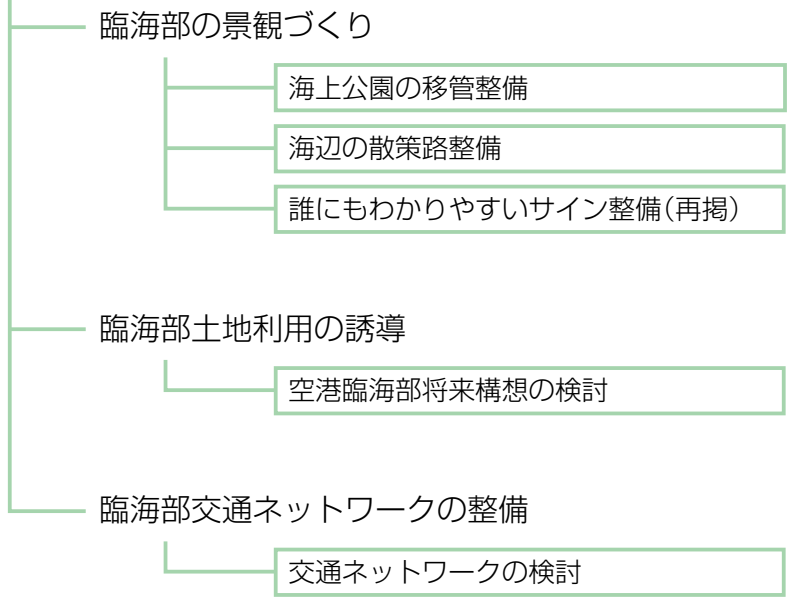 臨海部の景観づくり
海上公園の移管整備
海辺の散策路整備
誰にもわかりやすいサイン整備(再掲)
臨海部土地利用の誘導
空港臨海部将来構想の検討
臨海部交通ネットワークの整備
交通ネットワークの検討